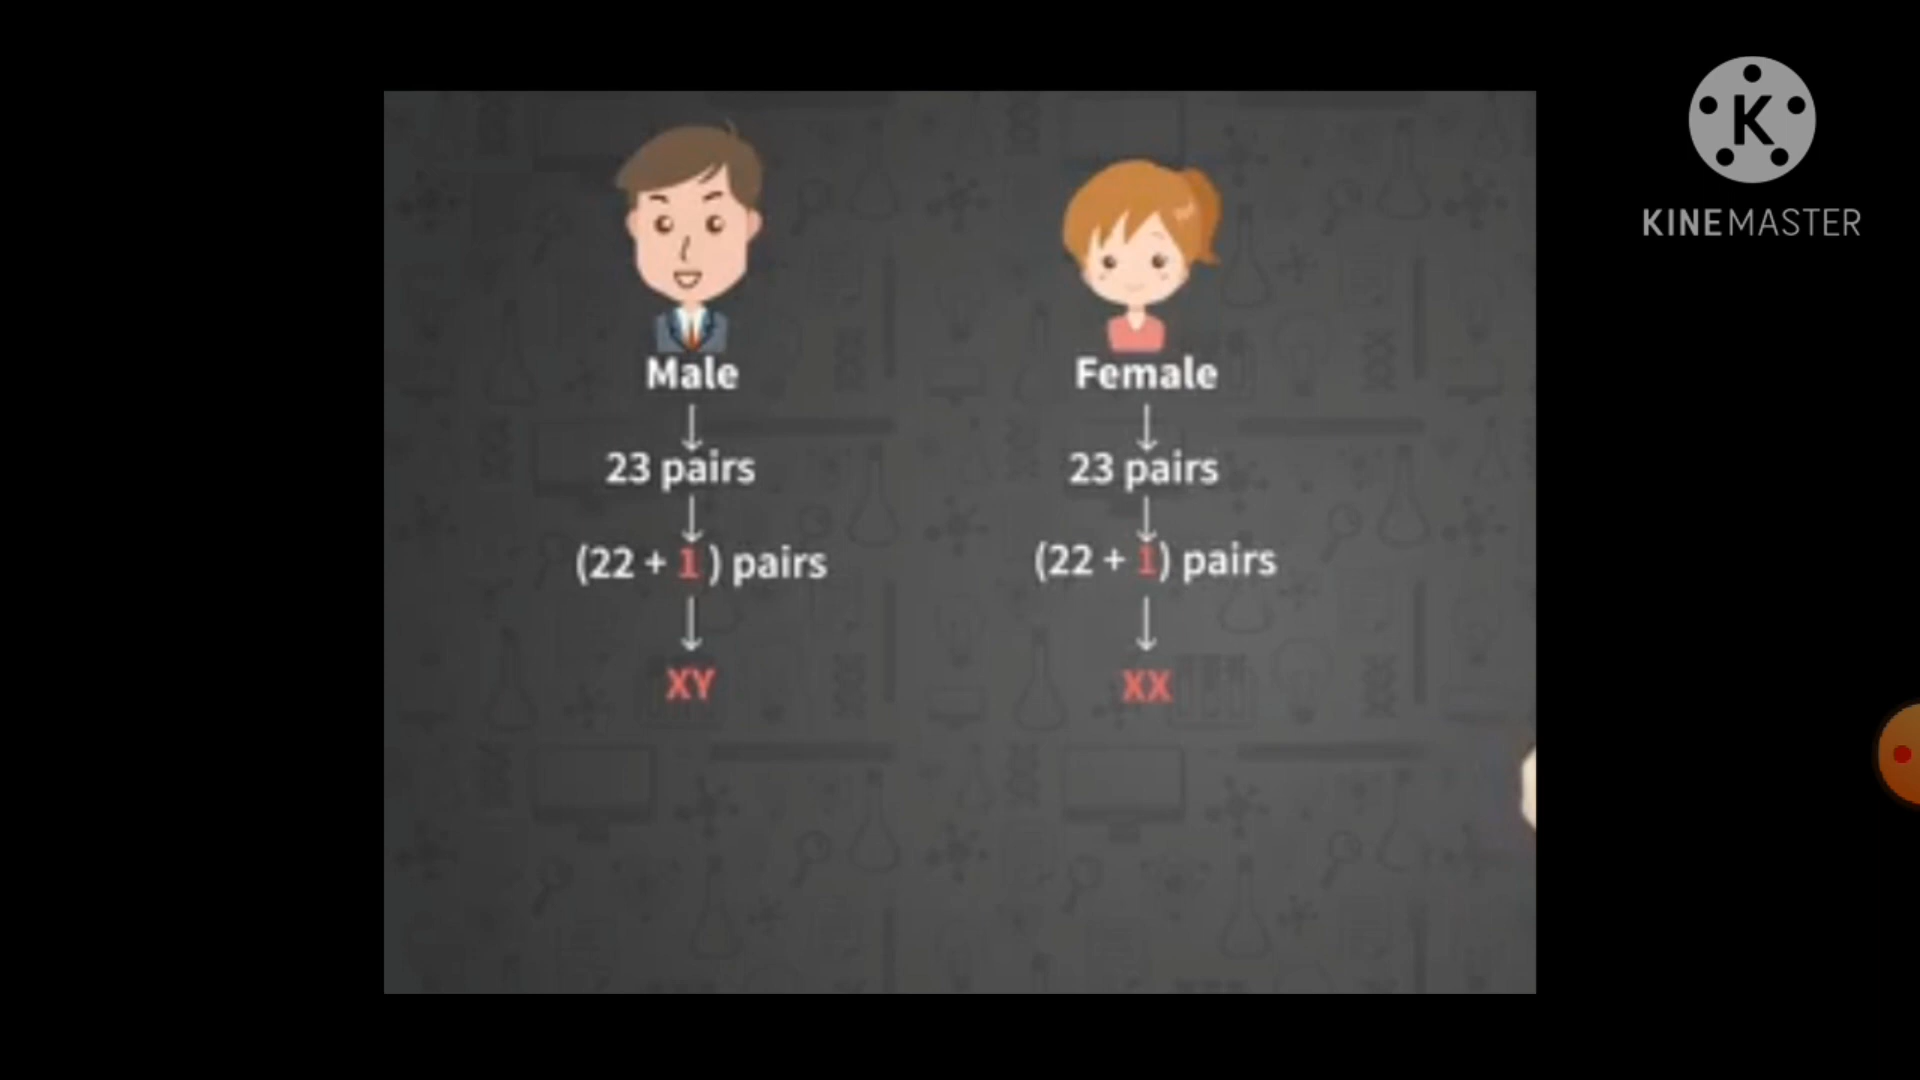 K
KINEMASTER
Male
Female
23 pairs
23 pairs
(22 + 1 ) pairs
(22 + 1) pairs
XY
XX